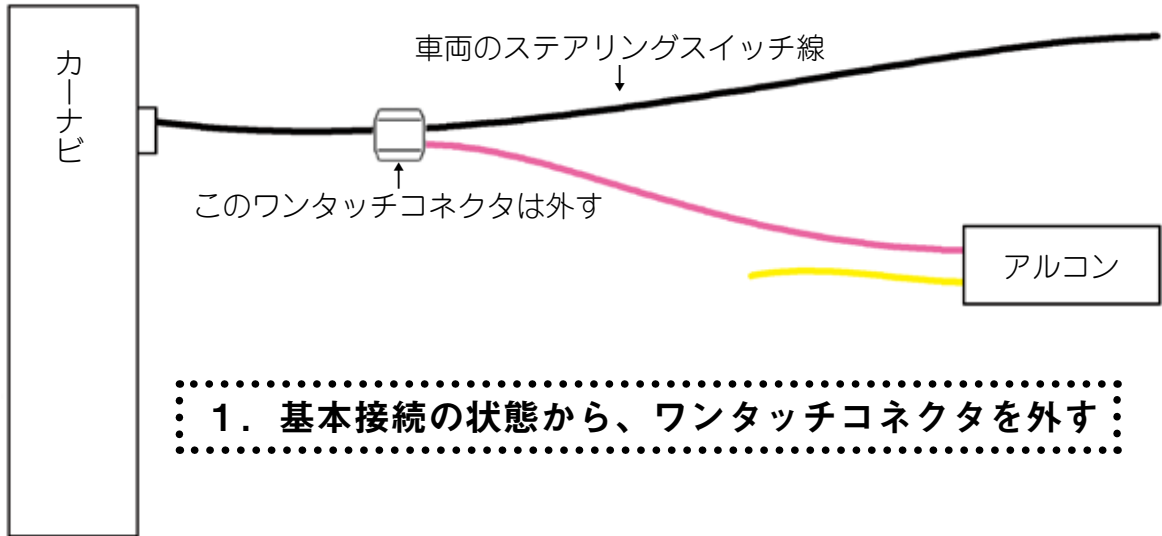 車両のステアリングスイッチ線
↓
カーナビ
↑
このワンタッチコネクタは外す
アルコン
1. 基本接続の状態から、ワンタッチコネクタを外す